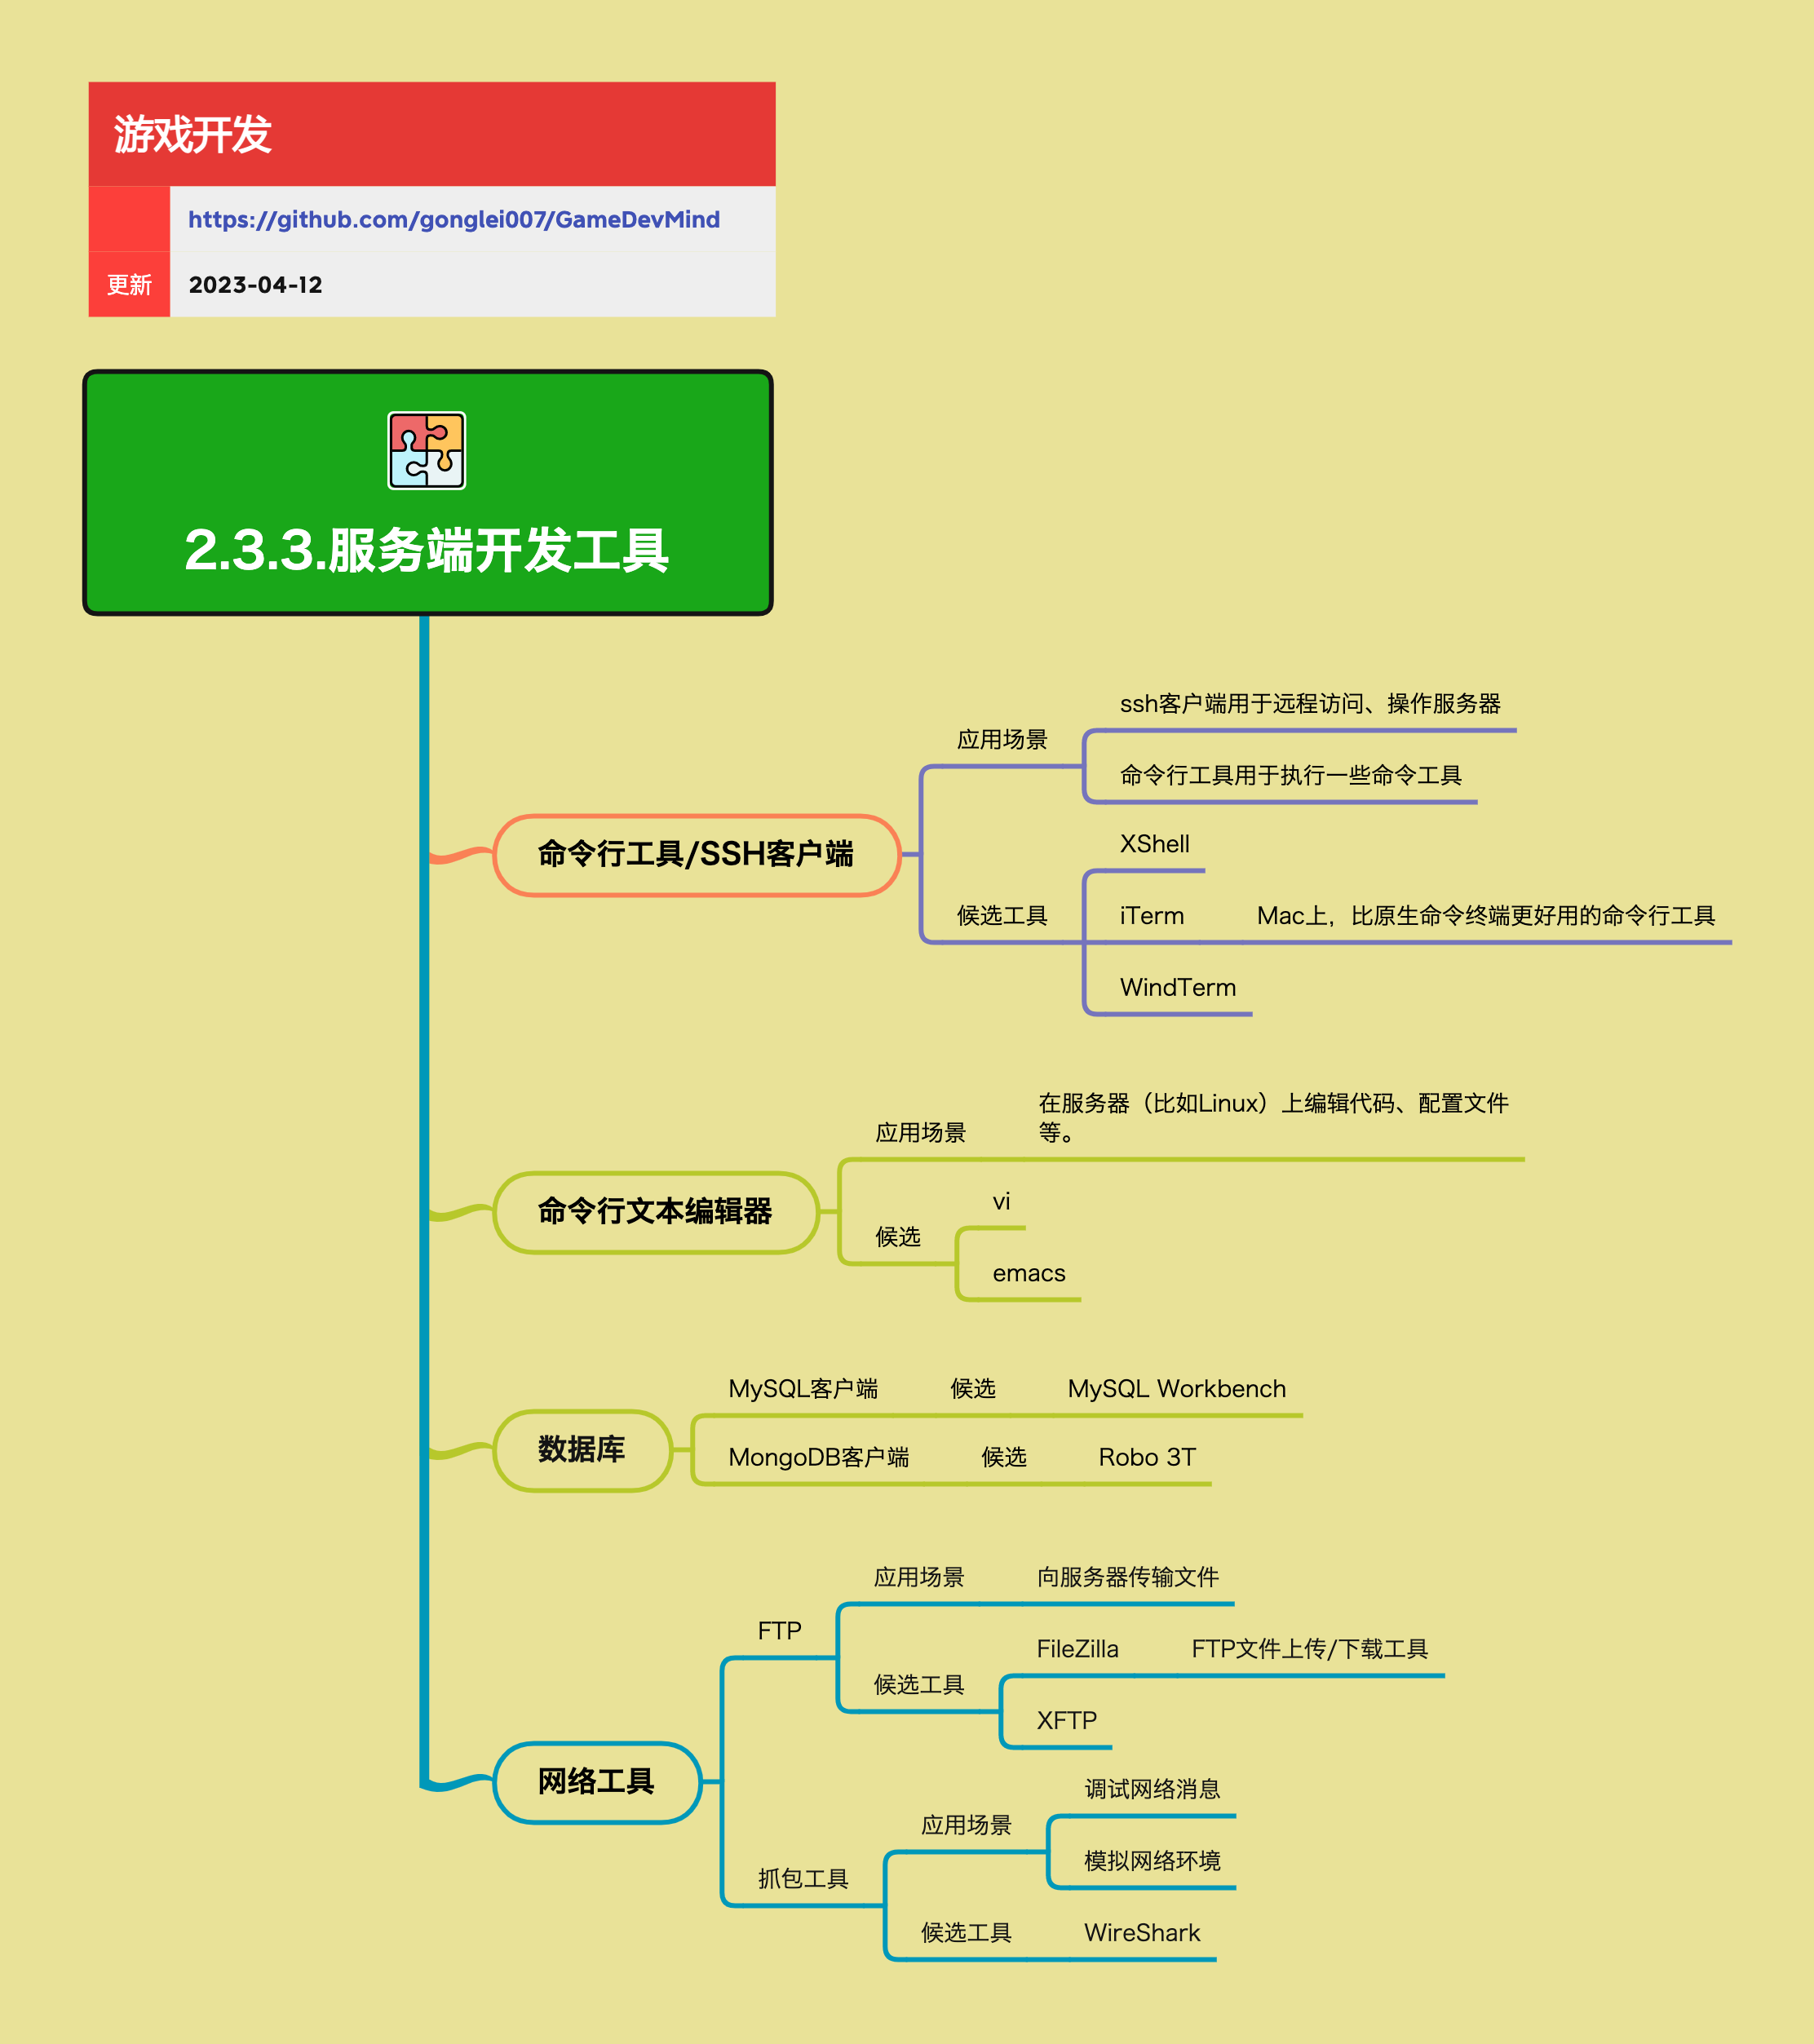 游戏开发
https://github.com/gonglei007/GameDevMind
更新 2023-04-12
2.3.3.服务端开发工具
命令行工具/SSH客户端
应用场景
ssh客户端用于远程访问、操作服务器
命令行工具用于执行一些命令工具
候选工具
XShell
iTerm
Mac上，比原生命令终端更好用的命令行工具
WindTerm
命令行文本编辑器
应用场景
在服务器（比如Linux）上编辑代码、配置文件
等。
候选
vi
emacs
数据库
MySQL客户端
候选
MySQL Workbench
MongoDB客户端
候选
Robo 3T
网络工具
FTP
应用场景
向服务器传输文件
候选工具
FileZilla
FTP文件上传/下载工具
XFTP
抓包工具
应用场景
调试网络消息
模拟网络环境
候选工具
WireShark